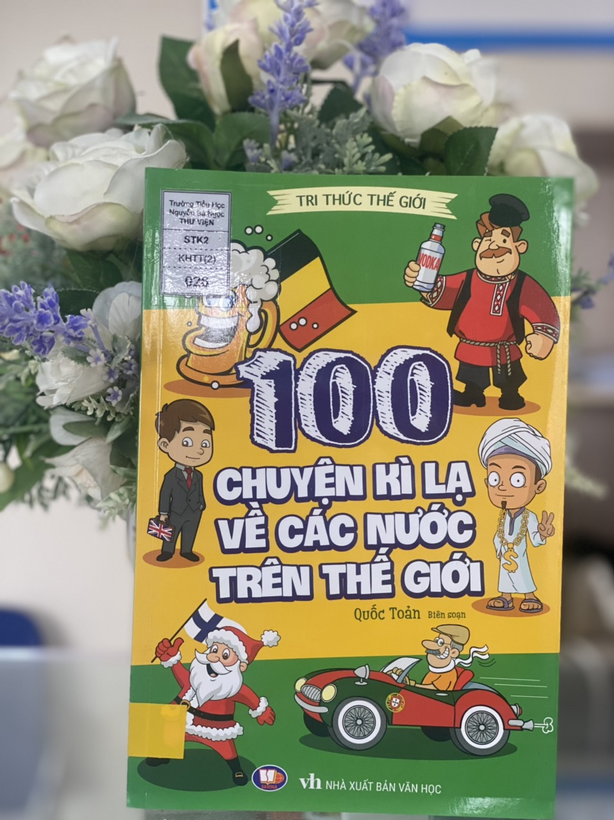 TRI THỨC THẾ GIỚI
Trường Tiểu Học
Nguyễn Bá Ngọc
THƯ VIỆN
STK2
KHTT(2)
VODKA
100
CHUYỆN KÌ LẠ
VỀ CÁC NƯỚC
TRÊN THẾ GIỚI
Quốc Toản Biên soạn
vh NHÀ XUẤT BẢN VĂN HỌC